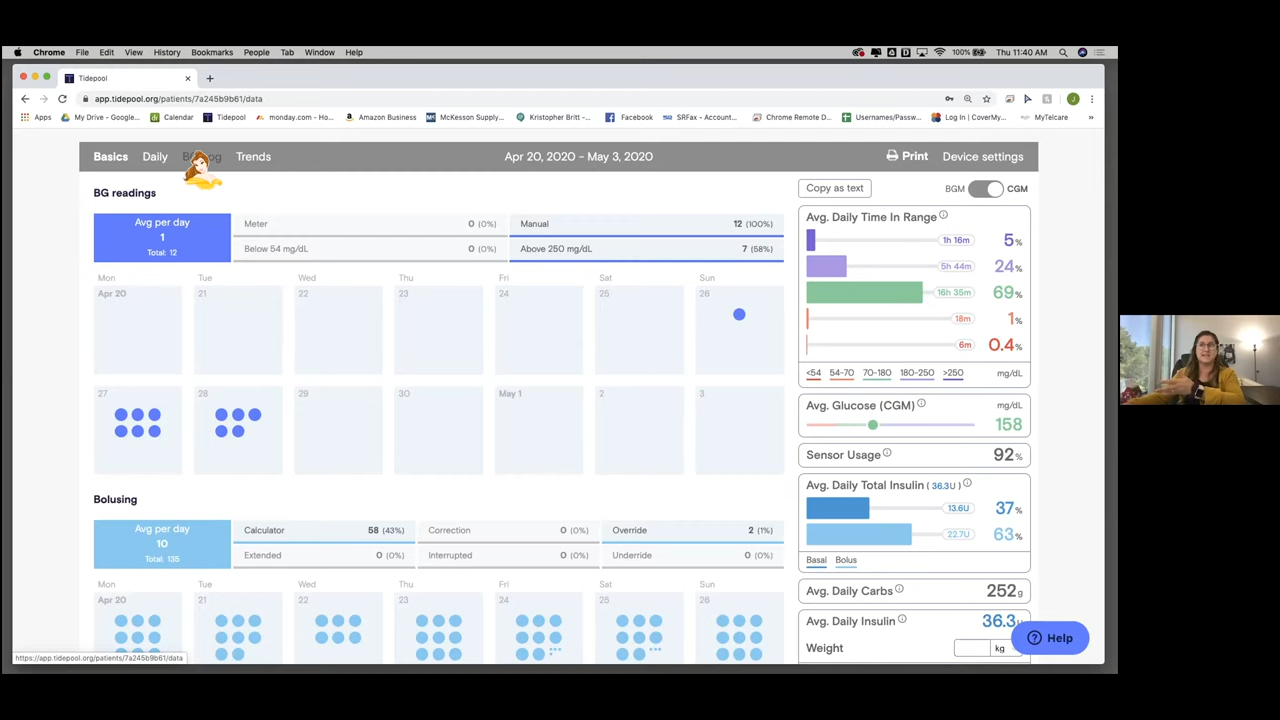 Chrome File Edit View History Bookmarks People Tab Window Help 100% Thu 11:40 AM
Tidepool
app.tidepool.org/patients/7a245b9b61/data
Apps My Drive - Google... Calendar Tidepool monday.com - Ho... Amazon Business McKesson Supply... Kristopher Britt -... Facebook SRFax - Account... Chrome Remote D... Usernames/Passw... Log In | CoverMy... MyTelcare »
Basics Daily Trends Apr 20, 2020 - May 3, 2020 Print Device settings
BG readings
Copy as text BGM CGM
Avg per day
1
Total: 12
Meter 0 (0%) Manual 12 (100%)
Below 54 mg/dL 0 (0%) Above 250 mg/dL 7 (58%)
Mon Tue Wed Thu Fri Sat Sun
Apr 20 21 22 23 24 25 26
27 28 29 30 May 1 2 3
Bolusing
Avg per day
10
Total: 135
Calculator 58 (43%) Correction 0 (0%) Override 2 (1%)
Extended 0 (0%) Interrupted 0 (0%) Underride 0 (0%)
Mon Tue Wed Thu Fri Sat Sun
Apr 20 21 22 23 24 25 26
Avg. Daily Time In Range
1h 16m 5%
5h 44m 24%
16h 35m 69%
18m 1%
6m 0.4%
<54 54-70 70-180 180-250 >250 mg/dL
Avg. Glucose (CGM) mg/dL
158
Sensor Usage 92%
Avg. Daily Total Insulin (36.3U)
13.6U 37%
22.7U 63%
Basal Bolus
Avg. Daily Carbs 252g
Avg. Daily Insulin 36.3
Weight kg
Help
https://app.tidepool.org/patients/7a245b9b61/data